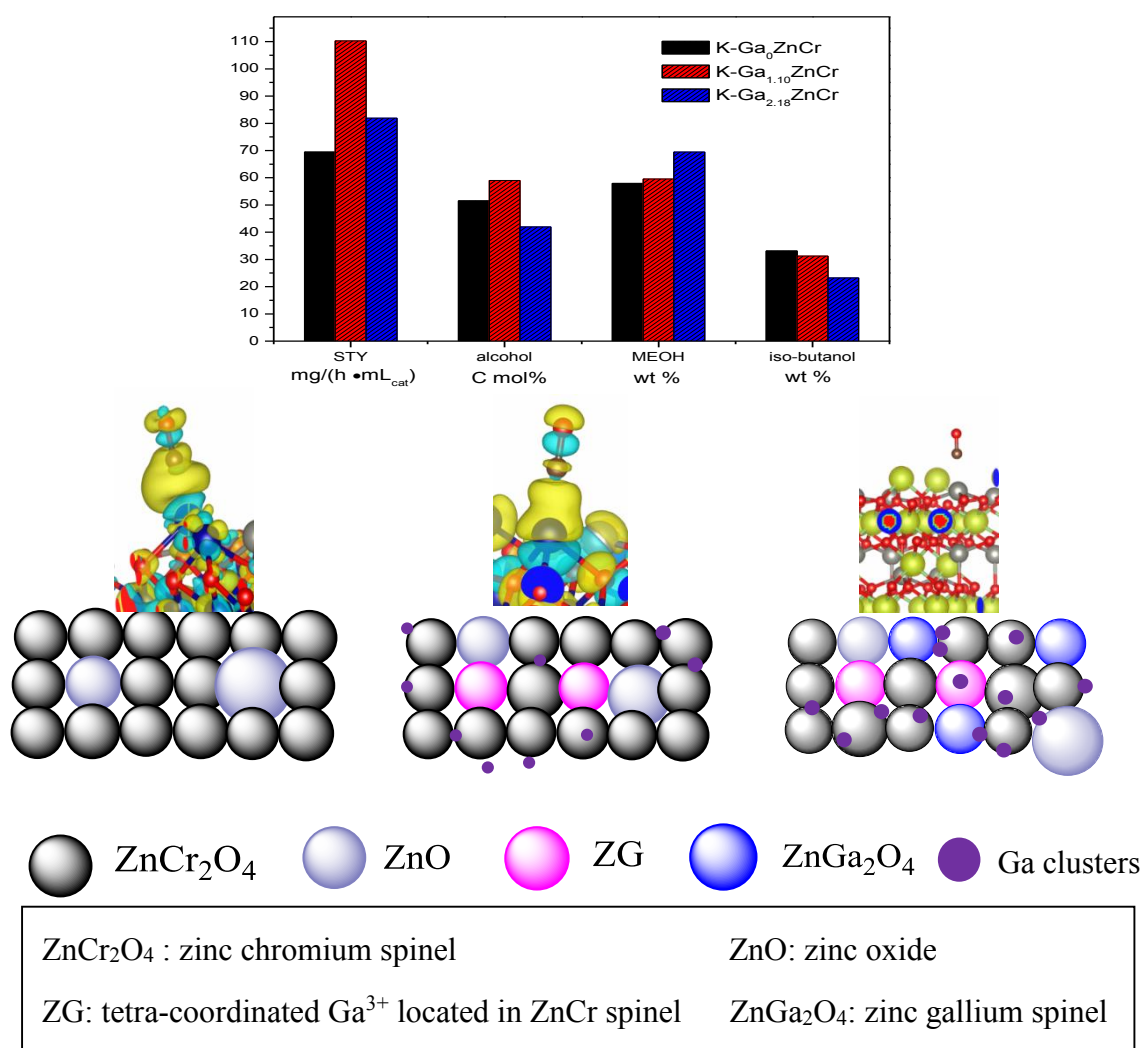 110
100
90
80
70
60
50
40
30
20
10
0
K-Ga₀ZnCr
K-Ga₁.₁₀ZnCr
K-Ga₂.₁₈ZnCr
STY alcohol MEOH iso-butanol
mg/(h •mL_cat) C mol% wt % wt %
ZnCr₂O₄ ZnO ZG ZnGa₂O₄ Ga clusters
ZnCr₂O₄ : zinc chromium spinel ZnO: zinc oxide
ZG: tetra-coordinated Ga³⁺ located in ZnCr spinel ZnGa₂O₄: zinc gallium spinel